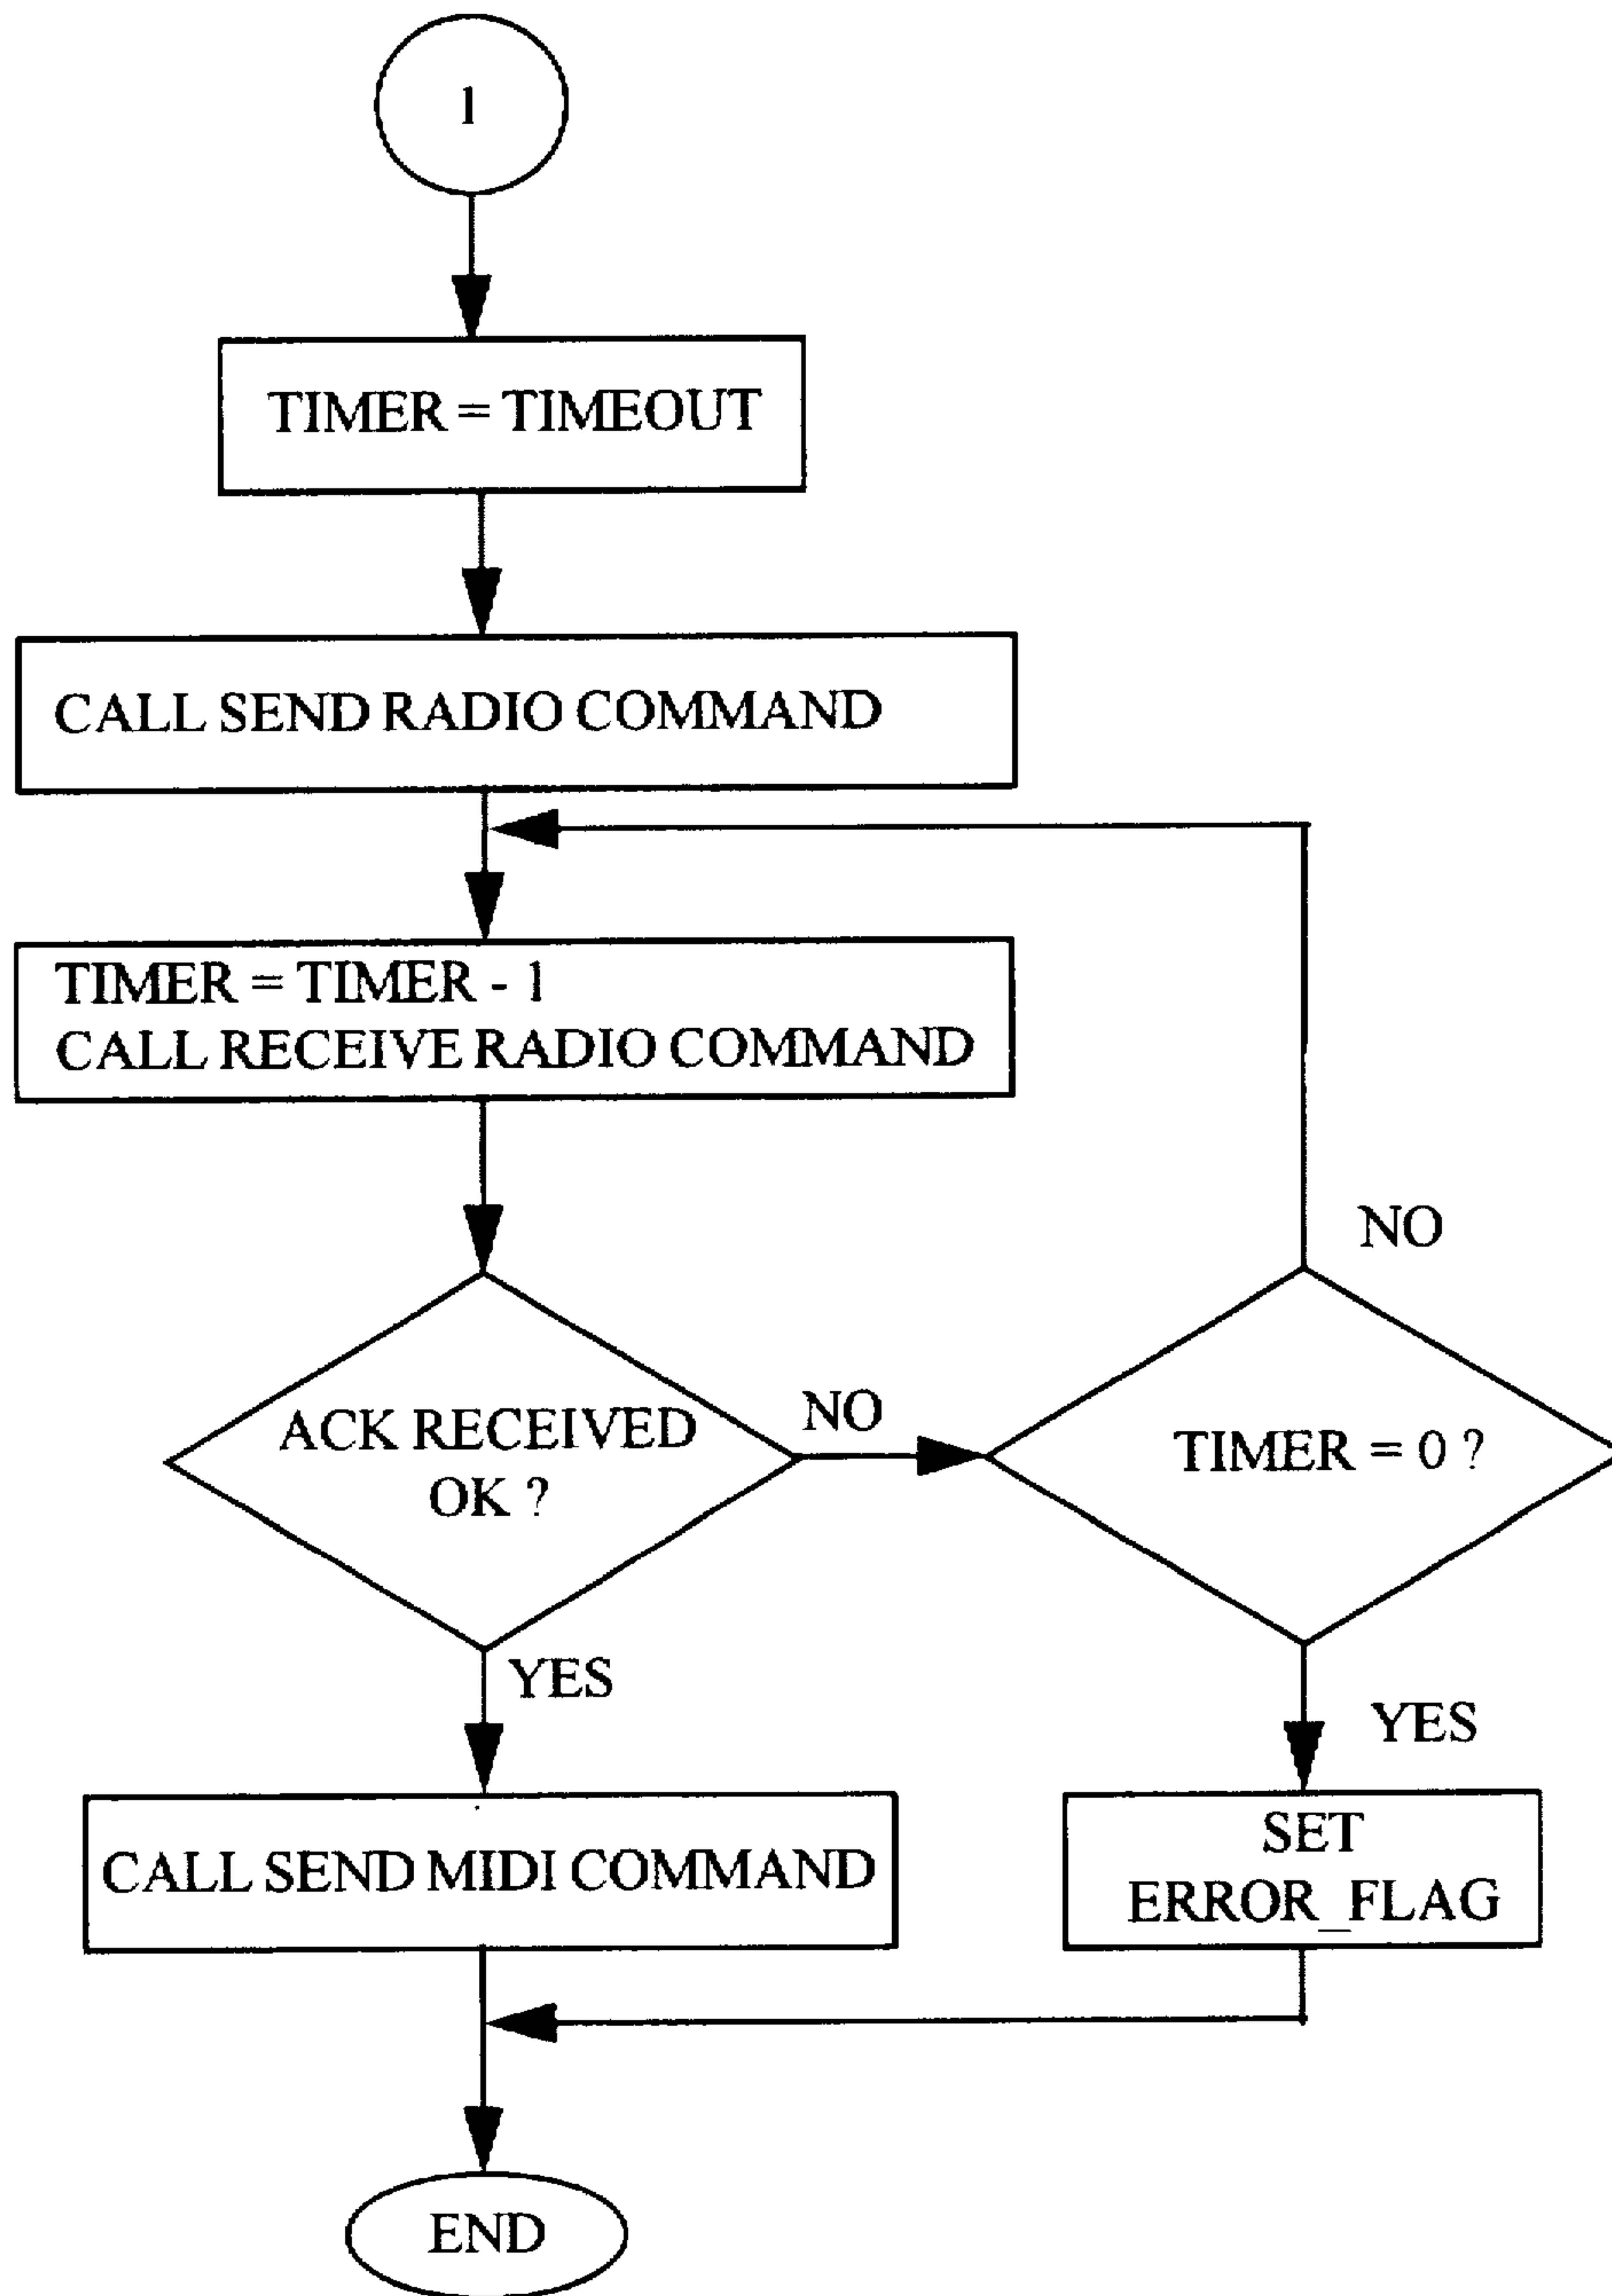 1
TIMER = TIMEOUT
CALL SEND RADIO COMMAND
TIMER = TIMER - 1
CALL RECEIVE RADIO COMMAND
NO
ACK RECEIVED
OK ?
NO
TIMER = 0 ?
YES
YES
CALL SEND MIDI COMMAND
SET
ERROR_FLAG
END